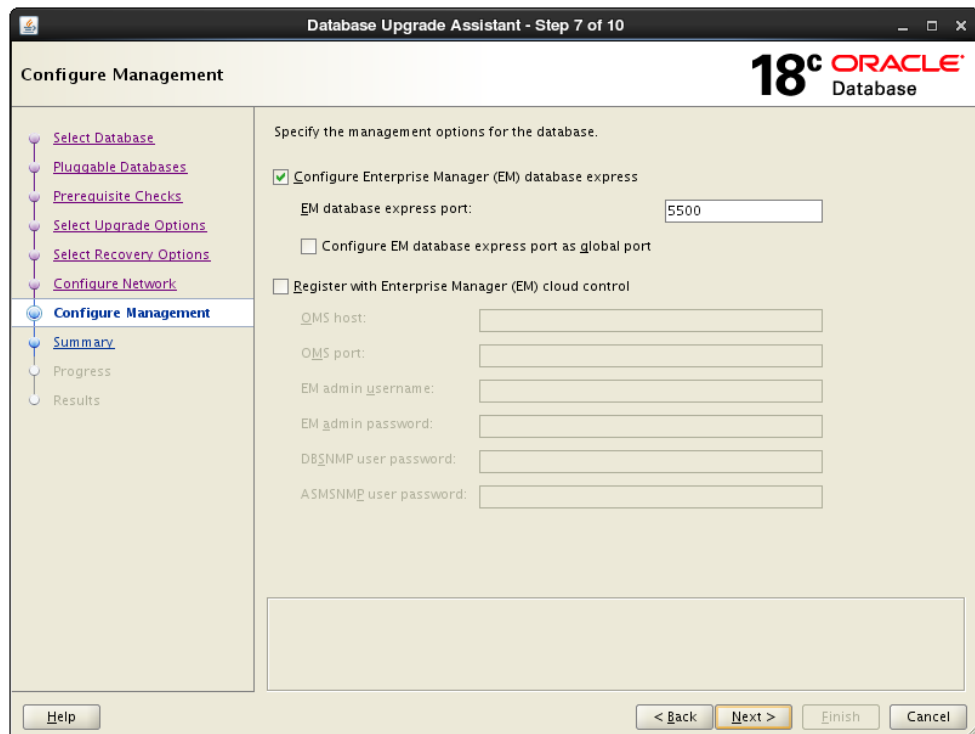 Database Upgrade Assistant - Step 7 of 10
Configure Management
18c ORACLE
Database
Select Database
Pluggable Databases
Prerequisite Checks
Select Upgrade Options
Select Recovery Options
Configure Network
Configure Management
Summary
Progress
Results
Specify the management options for the database.
Configure Enterprise Manager (EM) database express
EM database express port: 5500
Configure EM database express port as global port
Register with Enterprise Manager (EM) cloud control
OMS host:
OMS port:
EM admin username:
EM admin password:
DBSNMP user password:
ASMSNMP user password:
Help
< Back
Next >
Finish
Cancel